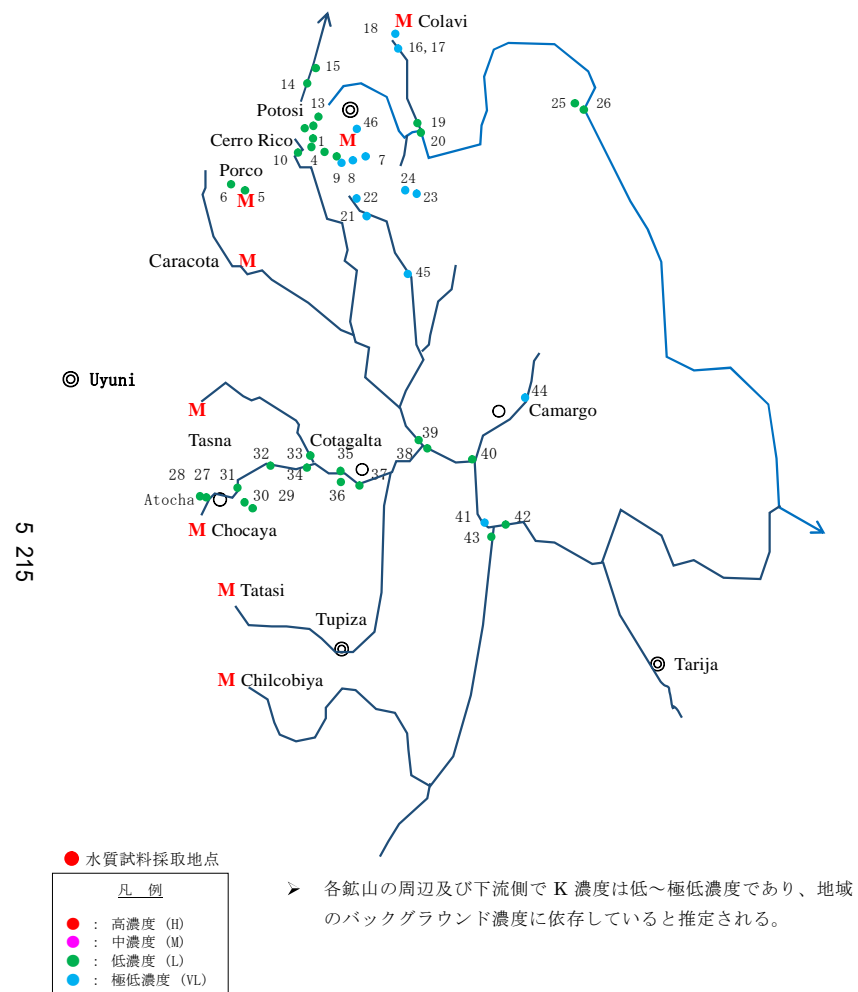 18 M Colavi
16,17
15
14
Potosi 13
25 26
46
19
Cerro Rico 1 M
20
10 4 7
Porco 9 8 24
6 5 22 23
M
21
Caracota M
45
Uyuni
44
M
Camargo
Tasna 39
32 33 Cotagalta
35 38 40
28 27 31 34 37
Atocha 30 29 36
M Chocaya 41 42
43
5 215
M Tatasi
Tupiza
Tarija
M Chilcobiya
水質試料採取地点
凡 例
： 高濃度 (H)
： 中濃度 (M)
： 低濃度 (L)
： 極低濃度 (VL)
➢ 各鉱山の周辺及び下流側で K 濃度は低～極低濃度であり、地域
のバックグラウンド濃度に依存していると推定される。